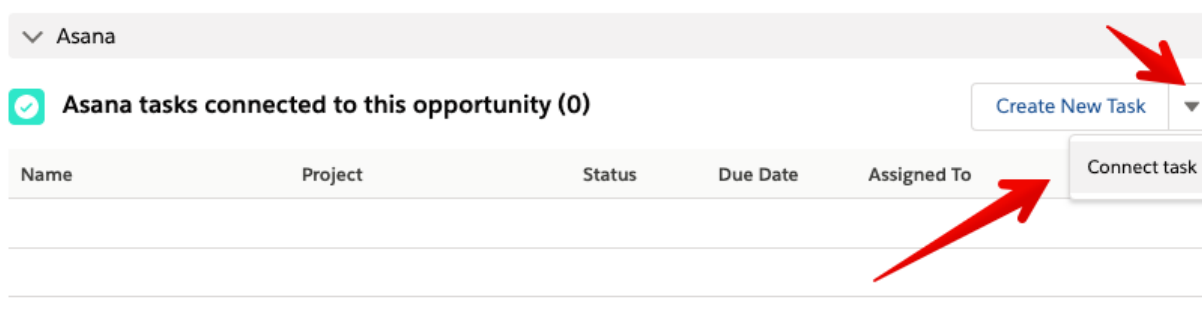 Asana
Asana tasks connected to this opportunity (0)
Create New Task
Name Project Status Due Date Assigned To
Connect task